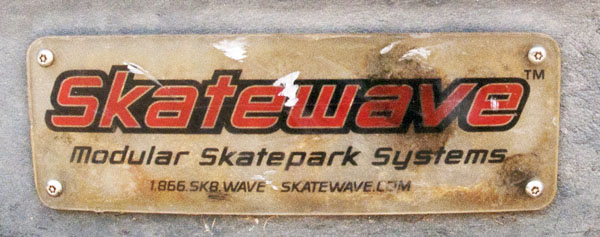 Skatewave™
Modular Skatepark Systems
1.866.SK8.WAVE SKATEWAVE.COM